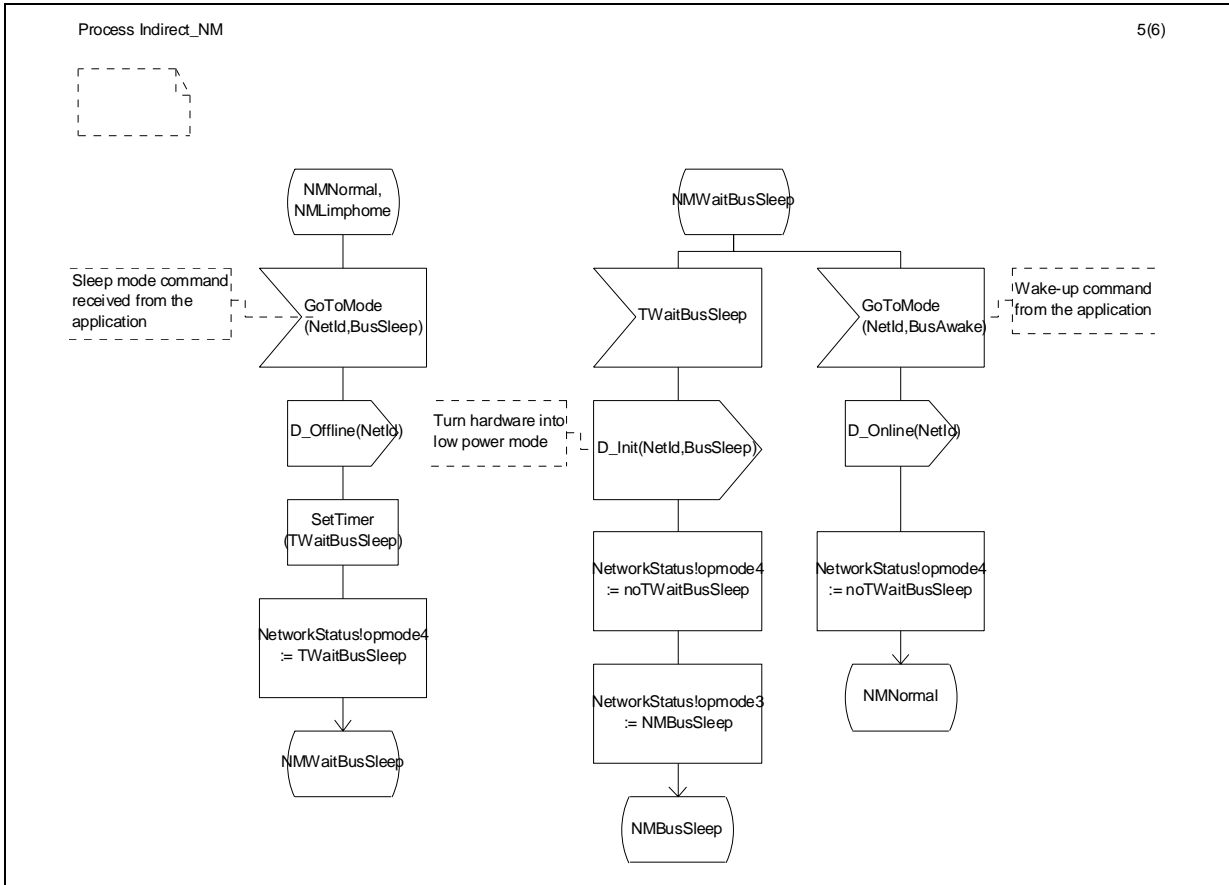 Process Indirect_NM
5(6)
NMNormal,
NMLimphome
Sleep mode command
received from the
application
GoToMode
(NetId,BusSleep)
D_Offline(NetId)
SetTimer
(TWaitBusSleep)
NetworkStatus!opmode4
:= TWaitBusSleep
NMWaitBusSleep
NMWaitBusSleep
TWaitBusSleep
Turn hardware into
low power mode
D_Init(NetId,BusSleep)
NetworkStatus!opmode4
:= noTWaitBusSleep
NetworkStatus!opmode3
:= NMBusSleep
NMBusSleep
GoToMode
(NetId,BusAwake)
Wake-up command
from the application
D_Online(NetId)
NetworkStatus!opmode4
:= noTWaitBusSleep
NMNormal